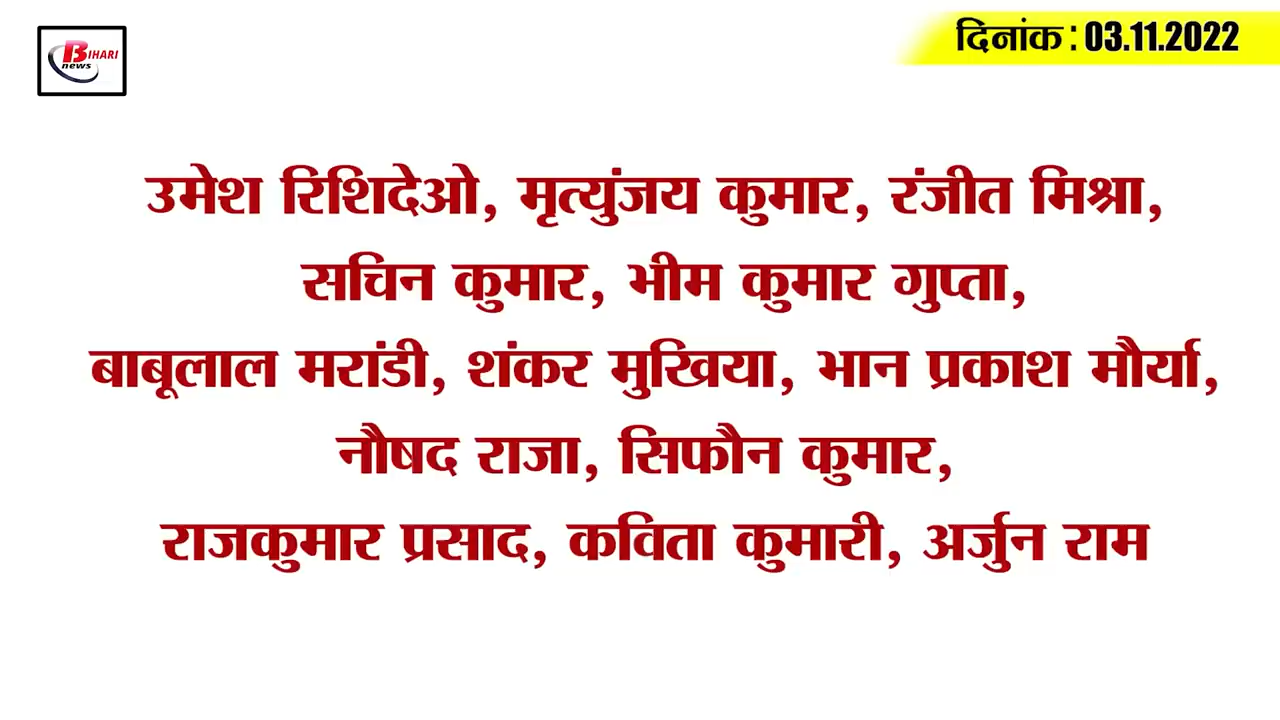 BIHARI
news
दिनांक : 03.11.2022
उमेश रिशिदेओ, मृत्युंजय कुमार, रंजीत मिश्रा,
सचिन कुमार, भीम कुमार गुप्ता,
बाबूलाल मरांडी, शंकर मुखिया, भान प्रकाश मौर्या,
नौषद राजा, सिफौन कुमार,
राजकुमार प्रसाद, कविता कुमारी, अर्जुन राम